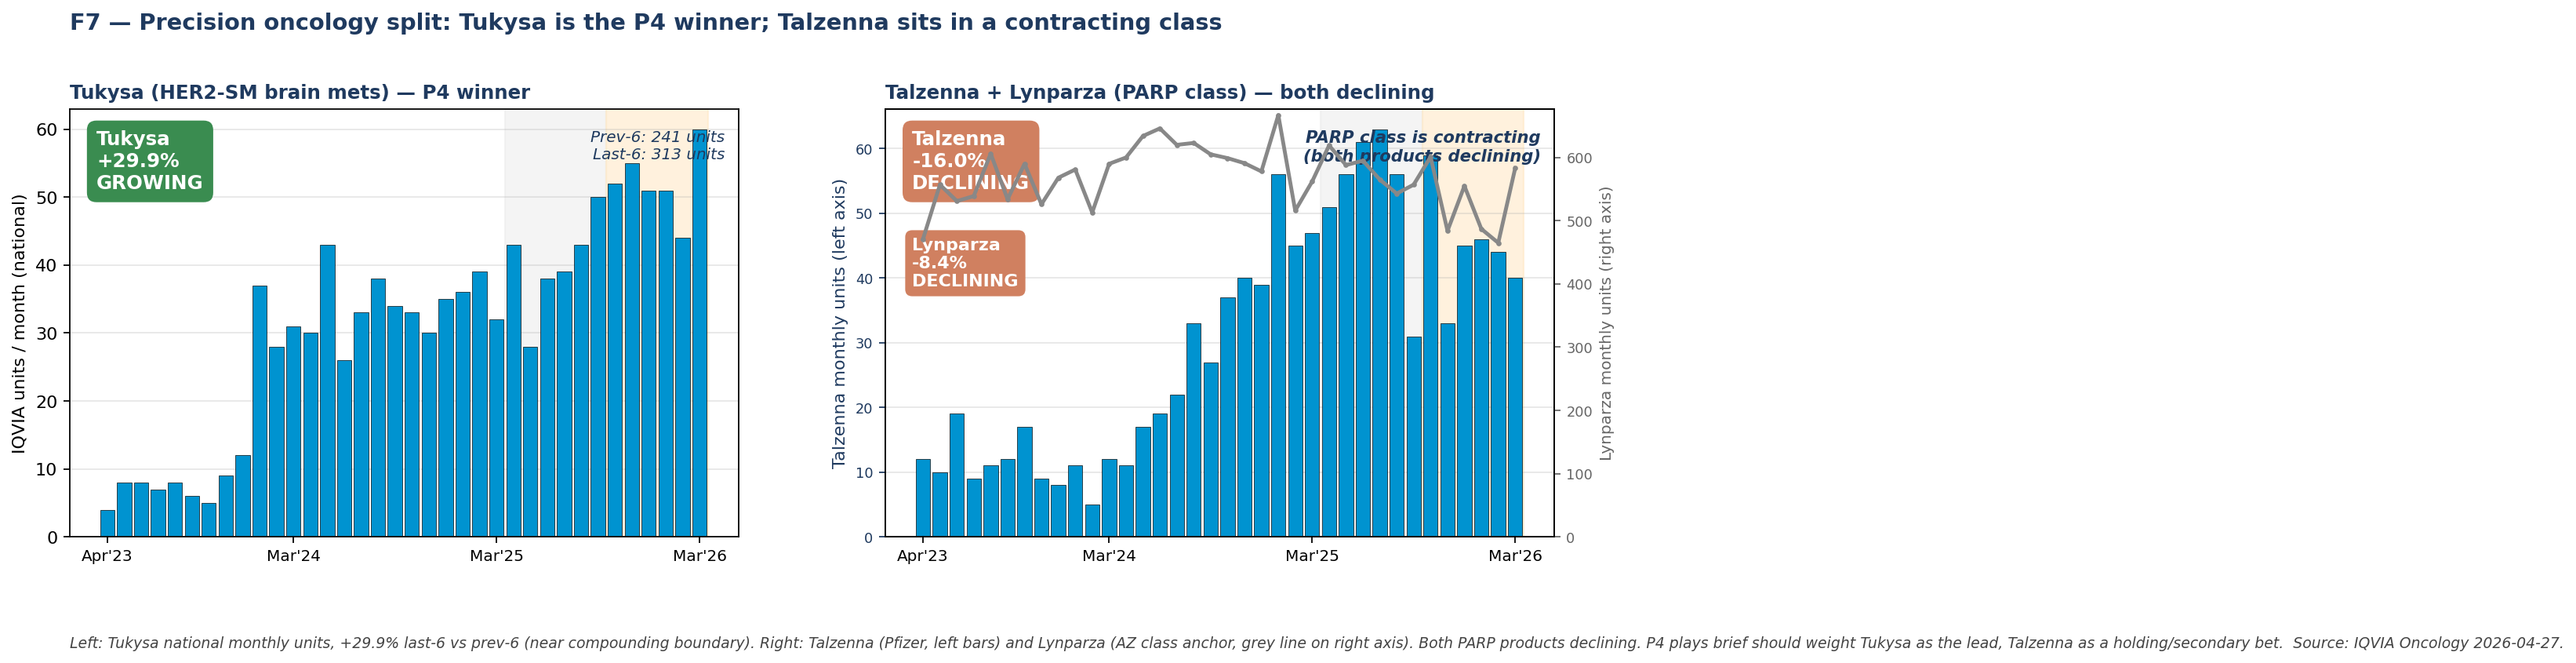 F7 — Precision oncology split: Tukysa is the P4 winner; Talzenna sits in a contracting class
Tukysa (HER2-SM brain mets) — P4 winner
Tukysa
+29.9%
GROWING
Prev-6: 241 units
Last-6: 313 units
IQVIA units / month (national)
60
50
40
30
20
10
0
Apr'23
Mar'24
Mar'25
Mar'26
Talzenna + Lynparza (PARP class) — both declining
Talzenna
-16.0%
DECLINING
Lynparza
-8.4%
DECLINING
PARP class is contracting
(both products declining)
Talzenna monthly units (left axis)
60
50
40
30
20
10
0
Apr'23
Mar'24
Mar'25
Mar'26
600
500
400
300
200
100
0
Lynparza monthly units (right axis)
Left: Tukysa national monthly units, +29.9% last-6 vs prev-6 (near compounding boundary). Right: Talzenna (Pfizer, left bars) and Lynparza (AZ class anchor, grey line on right axis). Both PARP products declining. P4 plays brief should weight Tukysa as the lead, Talzenna as a holding/secondary bet.  Source: IQVIA Oncology 2026-04-27.